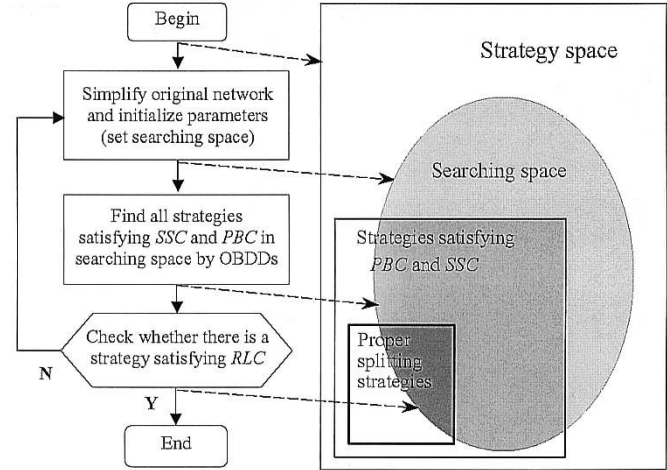 Begin
Simplify original network
and initialize parameters
(set searching space)
Find all strategies
satisfying SSC and PBC in
searching space by OBDDs
Check whether there is a
strategy satisfying RLC
N
Y
End
Strategy space
Searching space
Strategies satisfying
PBC and SSC
Proper
splitting
strategies